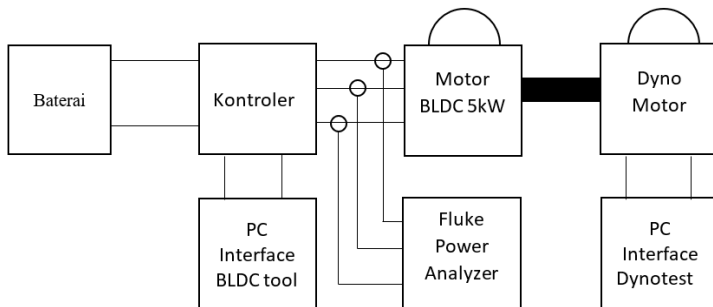 Baterai
Kontroler
Motor
BLDC 5kW
Dyno
Motor
PC
Interface
BLDC tool
Fluke
Power
Analyzer
PC
Interface
Dynotest